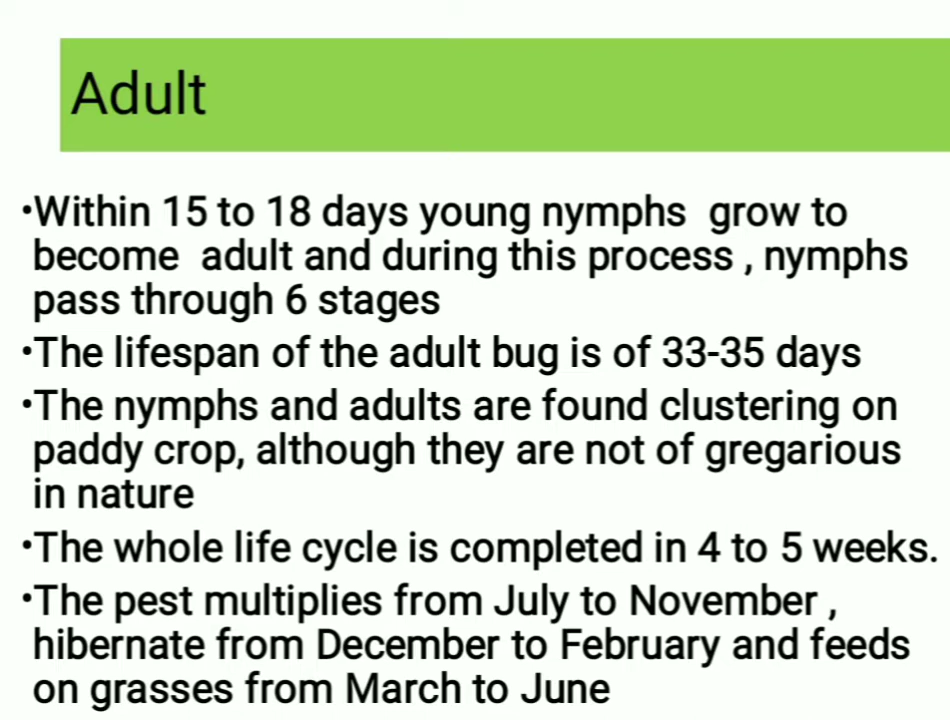 Adult
•Within 15 to 18 days young nymphs  grow to
become  adult and during this process , nymphs
pass through 6 stages
•The lifespan of the adult bug is of 33-35 days
•The nymphs and adults are found clustering on
paddy crop, although they are not of gregarious
in nature
•The whole life cycle is completed in 4 to 5 weeks.
•The pest multiplies from July to November ,
hibernate from December to February and feeds
on grasses from March to June